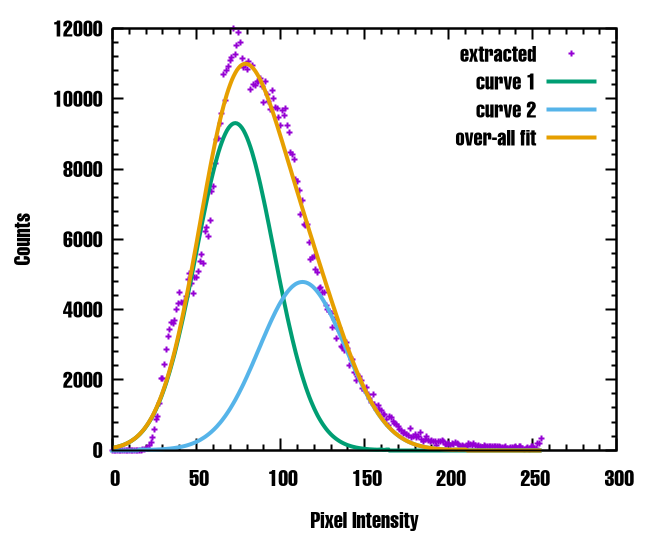 12000
extracted
curve 1
10000
curve 2
over-all fit
8000
6000
Counts
4000
2000
0
0 50 100 150 200 250 300
Pixel Intensity